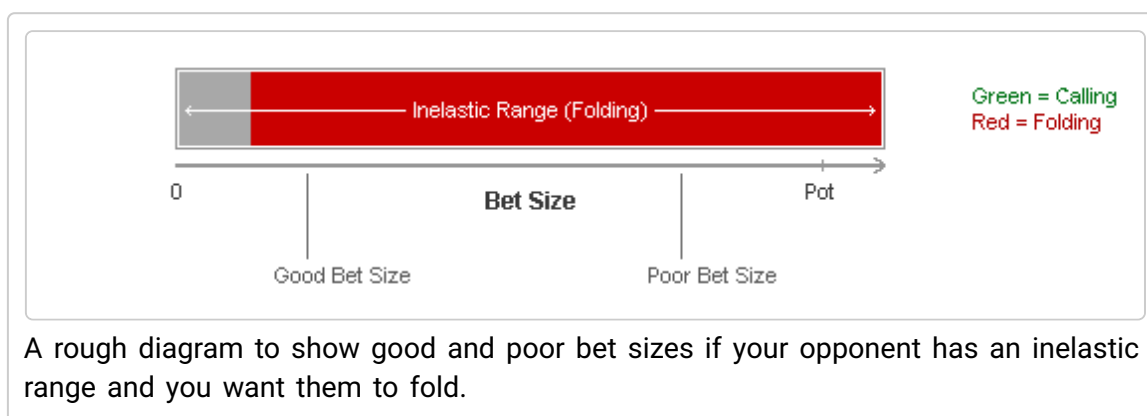 Inelastic Range (Folding)
Green = Calling
Red = Folding
0
Bet Size
Pot
Good Bet Size
Poor Bet Size
A rough diagram to show good and poor bet sizes if your opponent has an inelastic
range and you want them to fold.